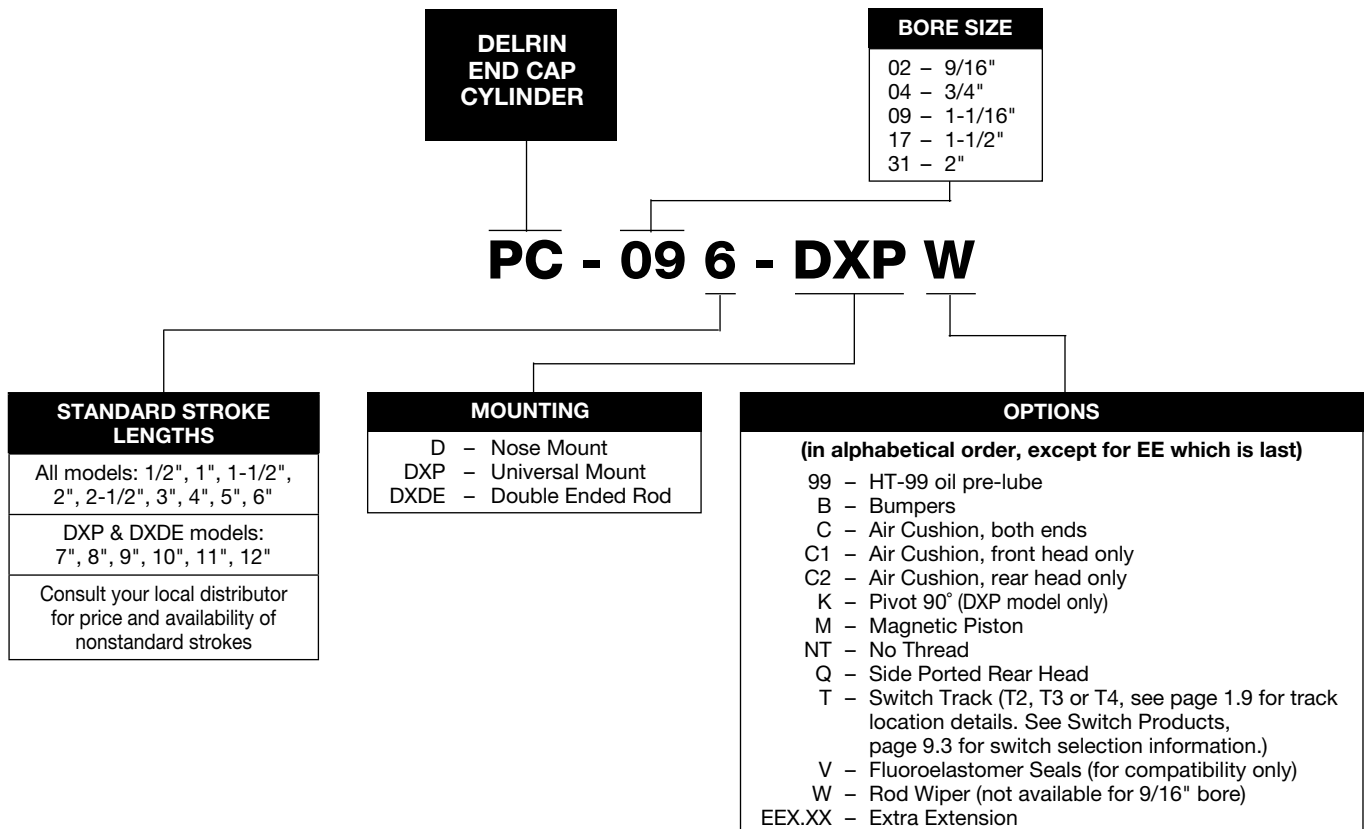 DELRIN
END CAP
CYLINDER
BORE SIZE
02 – 9/16"
04 – 3/4"
09 – 1-1/16"
17 – 1-1/2"
31 – 2"
PC - 09 6 - DXP W
STANDARD STROKE
LENGTHS
All models: 1/2", 1", 1-1/2",
2", 2-1/2", 3", 4", 5", 6"
DXP & DXDE models:
7", 8", 9", 10", 11", 12"
Consult your local distributor
for price and availability of
nonstandard strokes
MOUNTING
D – Nose Mount
DXP – Universal Mount
DXDE – Double Ended Rod
OPTIONS
(in alphabetical order, except for EE which is last)
99 – HT-99 oil pre-lube
B – Bumpers
C – Air Cushion, both ends
C1 – Air Cushion, front head only
C2 – Air Cushion, rear head only
K – Pivot 90˚ (DXP model only)
M – Magnetic Piston
NT – No Thread
Q – Side Ported Rear Head
T – Switch Track (T2, T3 or T4, see page 1.9 for track
location details. See Switch Products,
page 9.3 for switch selection information.)
V – Fluoroelastomer Seals (for compatibility only)
W – Rod Wiper (not available for 9/16" bore)
EEX.XX – Extra Extension